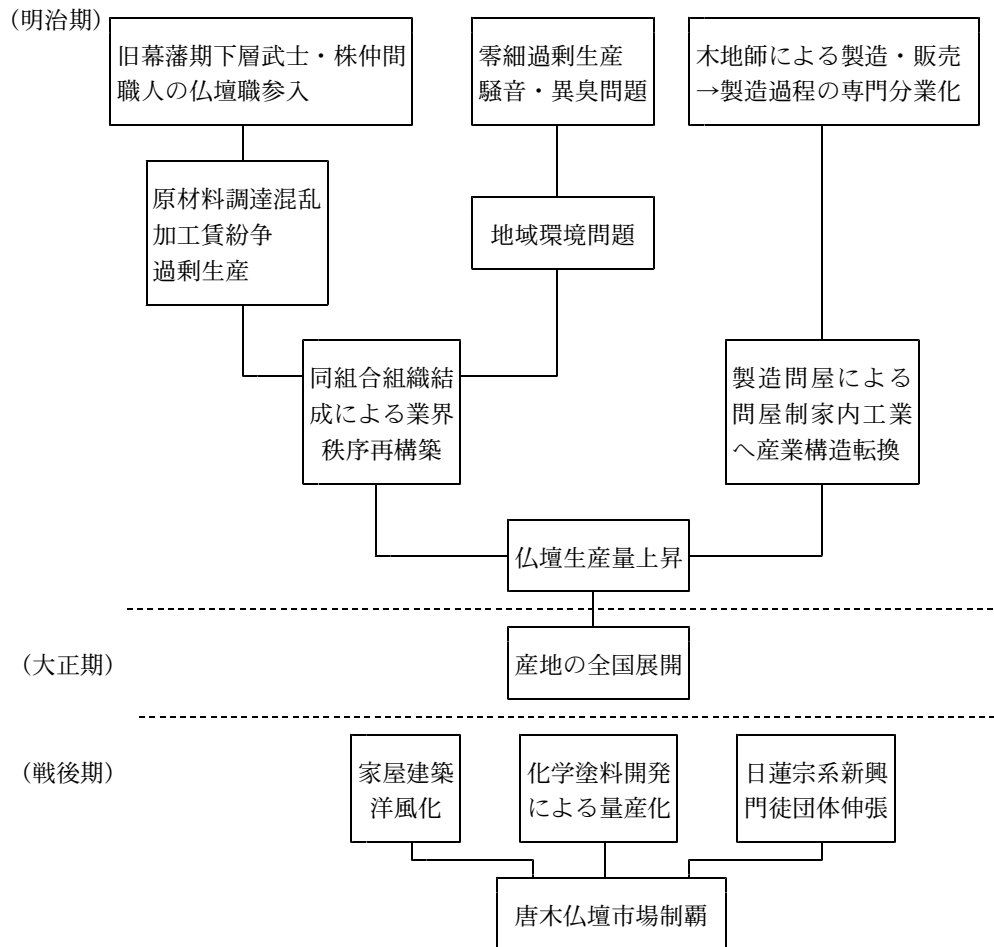 (明治期)
旧幕藩期下層武士・株仲間
職人の仏壇職参入
零細過剰生産
騒音・異臭問題
木地師による製造・販売
→製造過程の専門分業化
原材料調達混乱
加工賃紛争
過剰生産
地域環境問題
同組合組織結
成による業界
秩序再構築
製造問屋による
問屋制家内工業
へ産業構造転換
仏壇生産量上昇
(大正期)
産地の全国展開
(戦後期)
家屋建築
洋風化
化学塗料開発
による量産化
日蓮宗系新興
門徒団体伸張
唐木仏壇市場制覇